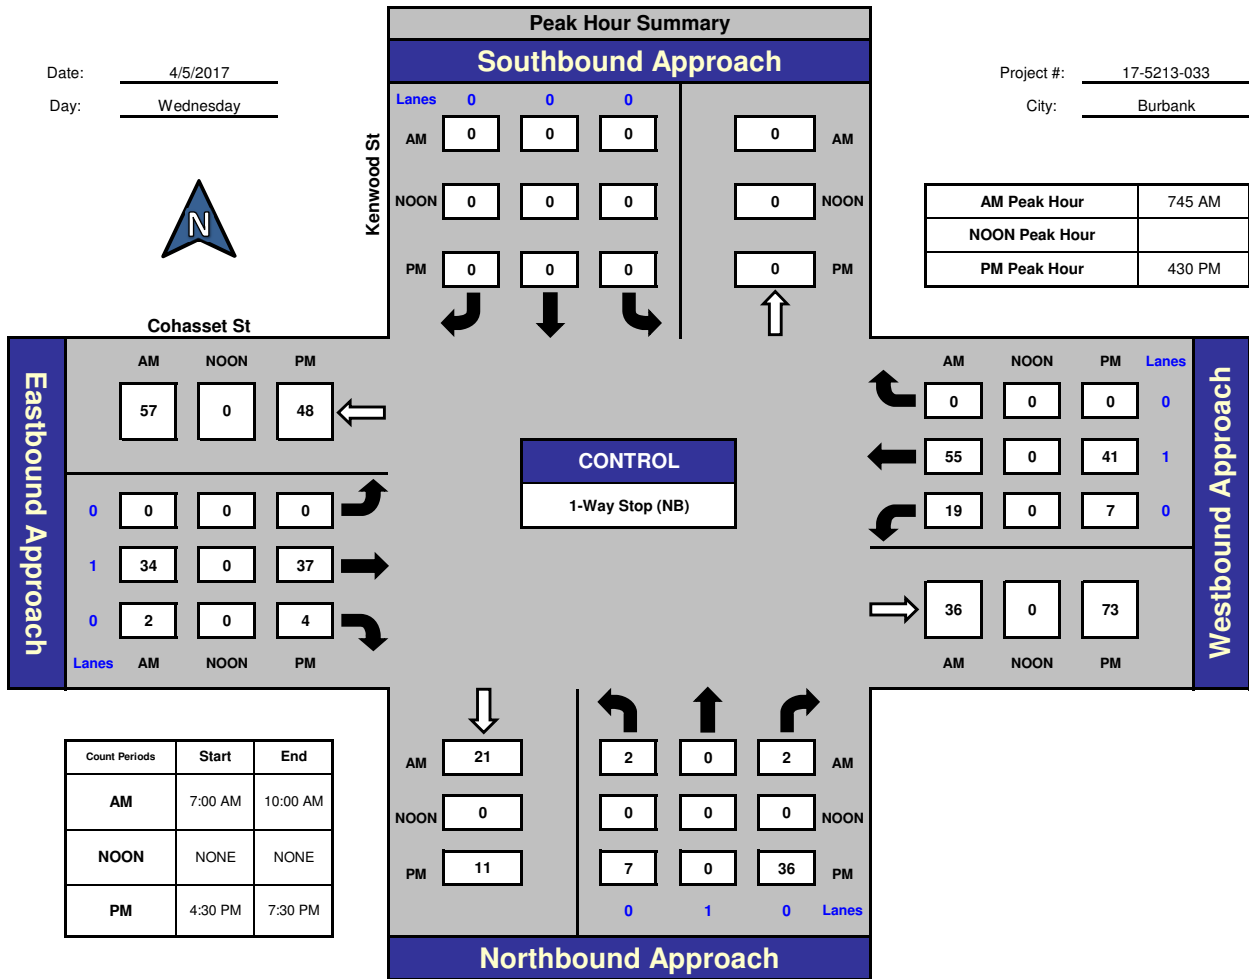 Peak Hour Summary
Southbound Approach
Date: 4/5/2017
Day: Wednesday
Project #: 17-5213-033
City: Burbank
N
Kenwood St
Lanes 0 0 0
AM 0 0 0 0 AM
NOON 0 0 0 0 NOON
PM 0 0 0 0 PM
AM Peak Hour 745 AM
NOON Peak Hour
PM Peak Hour 430 PM
Cohasset St
Eastbound Approach
AM NOON PM
57 0 48
0 0 0 0
1 34 0 37
0 2 0 4
Lanes AM NOON PM
CONTROL
1-Way Stop (NB)
AM NOON PM Lanes
0 0 0 0
55 0 41 1
19 0 7 0
36 0 73
AM NOON PM
Westbound Approach
Count Periods Start End
AM 7:00 AM 10:00 AM
NOON NONE NONE
PM 4:30 PM 7:30 PM
AM 21 2 0 2 AM
NOON 0 0 0 0 NOON
PM 11 7 0 36 PM
0 1 0 Lanes
Northbound Approach